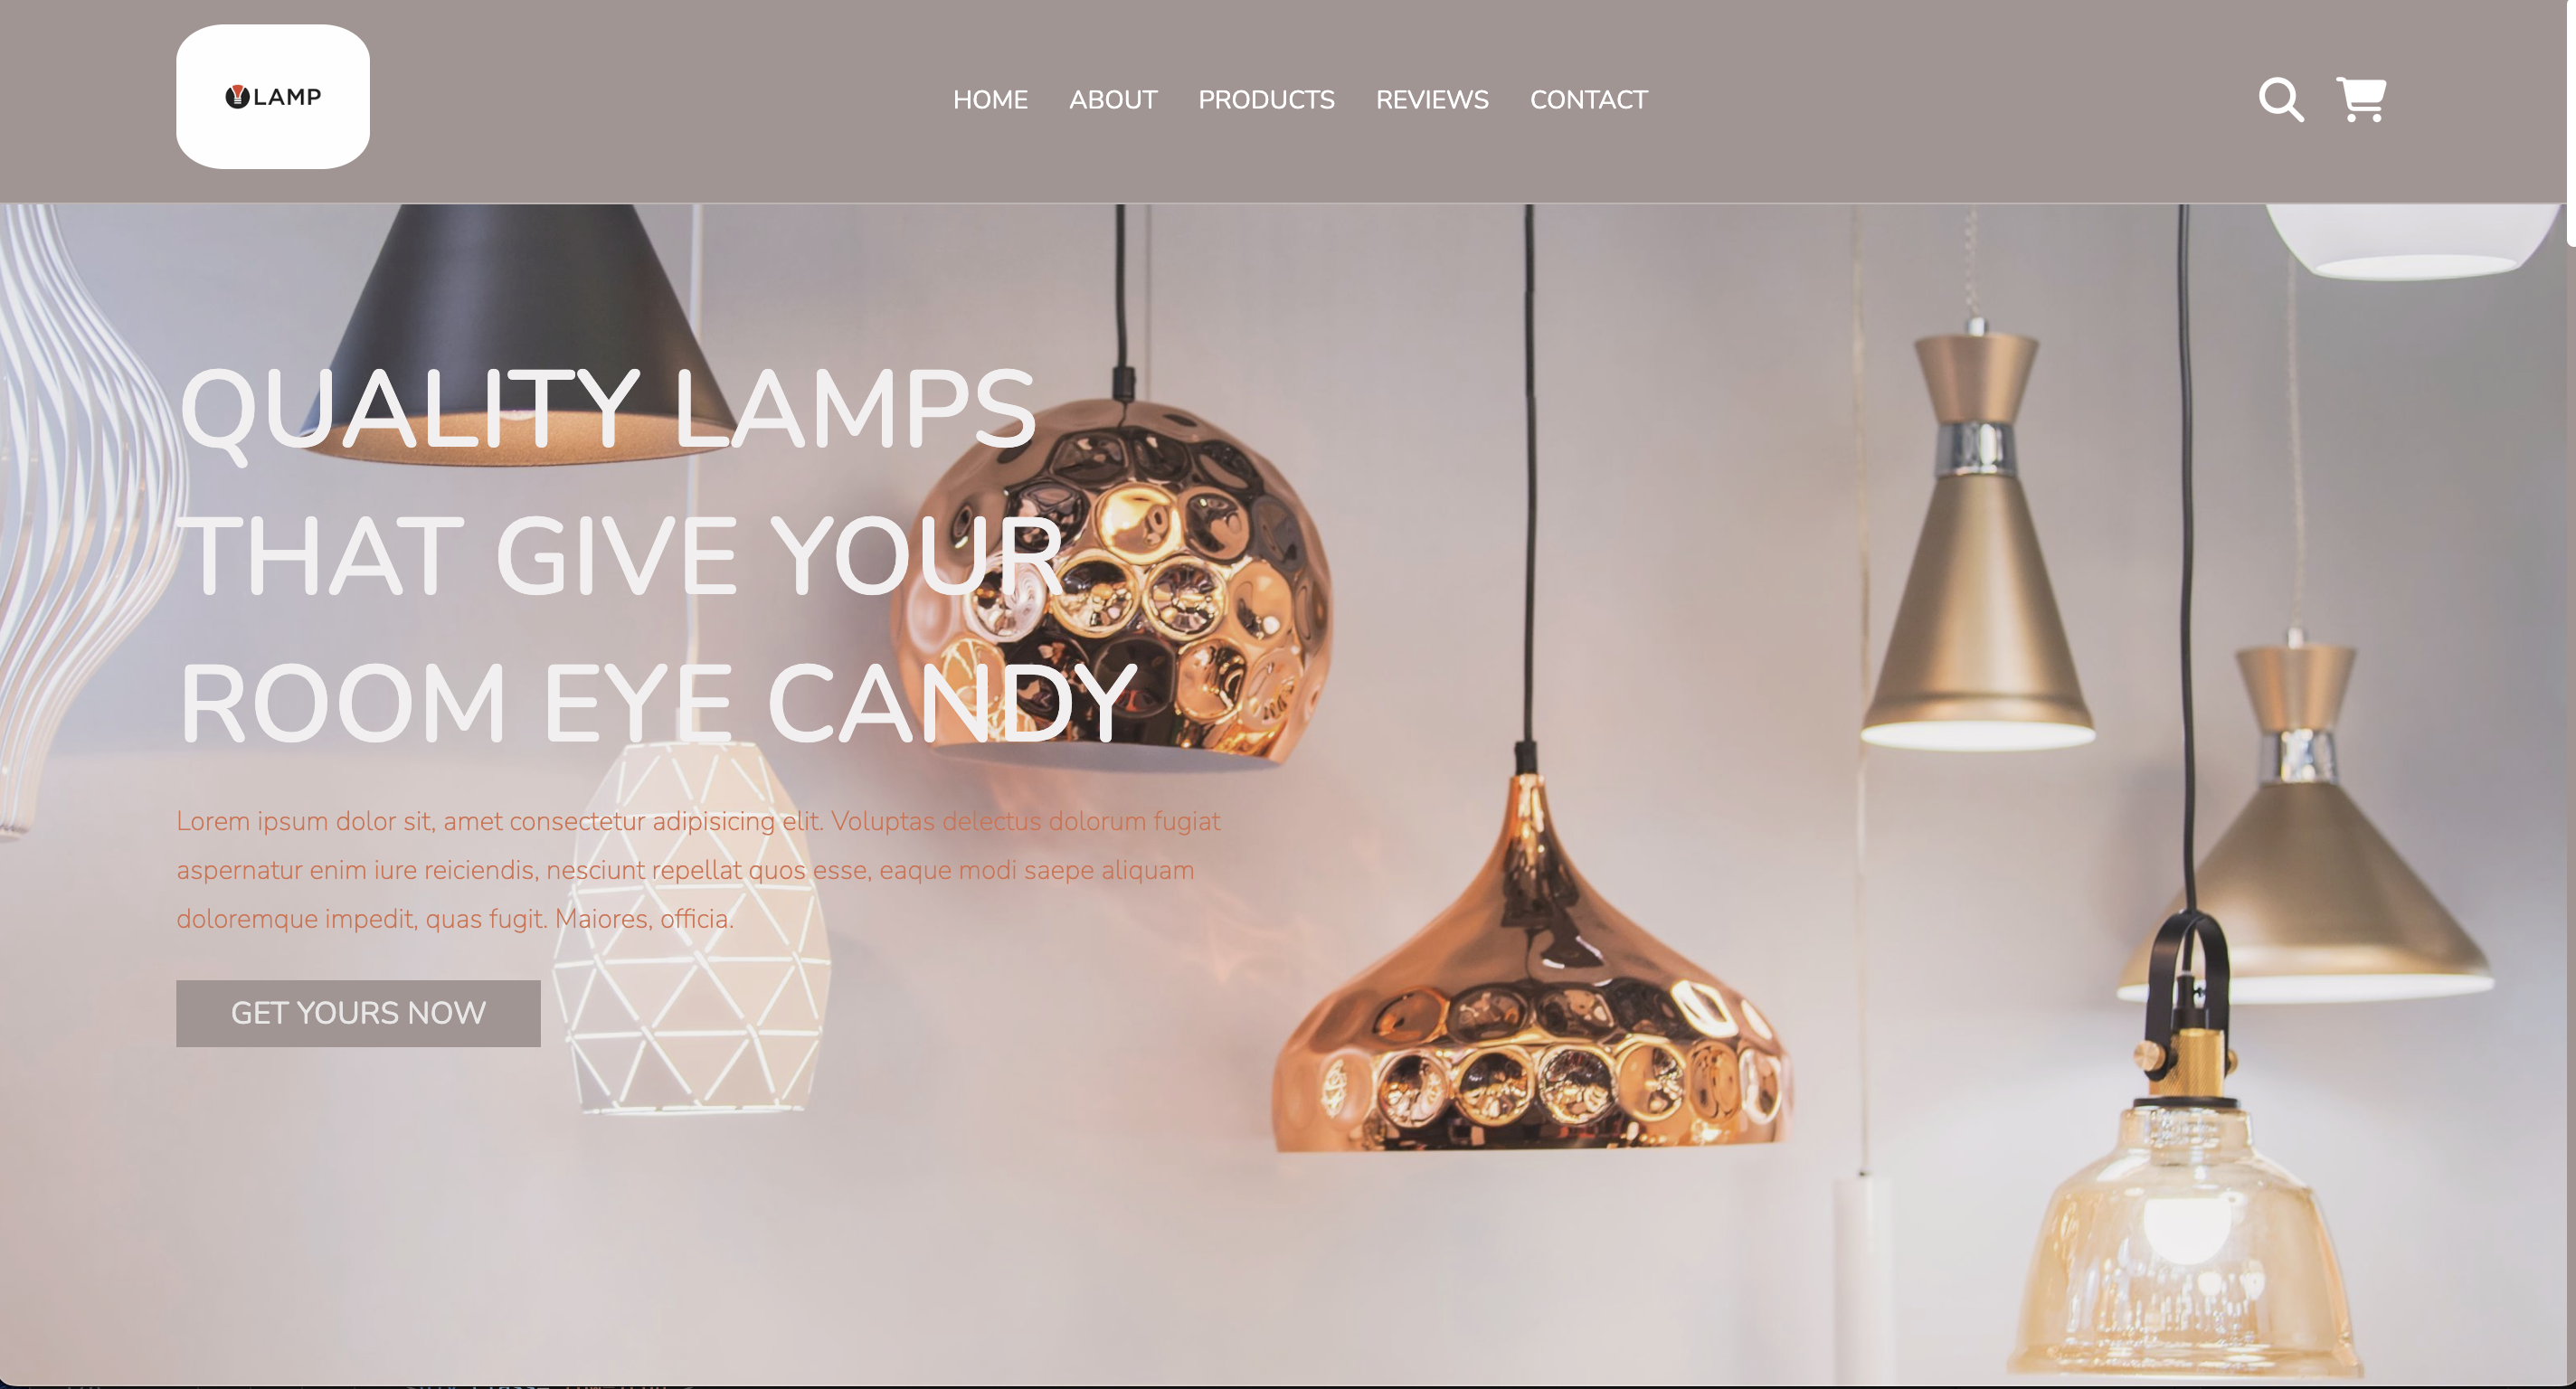 LAMP
HOME ABOUT PRODUCTS REVIEWS CONTACT
QUALITY LAMPS
THAT GIVE YOUR
ROOM EYE CANDY
Lorem ipsum dolor sit, amet consectetur adipisicing elit. Voluptas delectus dolorum fugiat
aspernatur enim iure reiciendis, nesciunt repellat quos esse, eaque modi saepe aliquam
doloremque impedit, quas fugit. Maiores, officia.
GET YOURS NOW